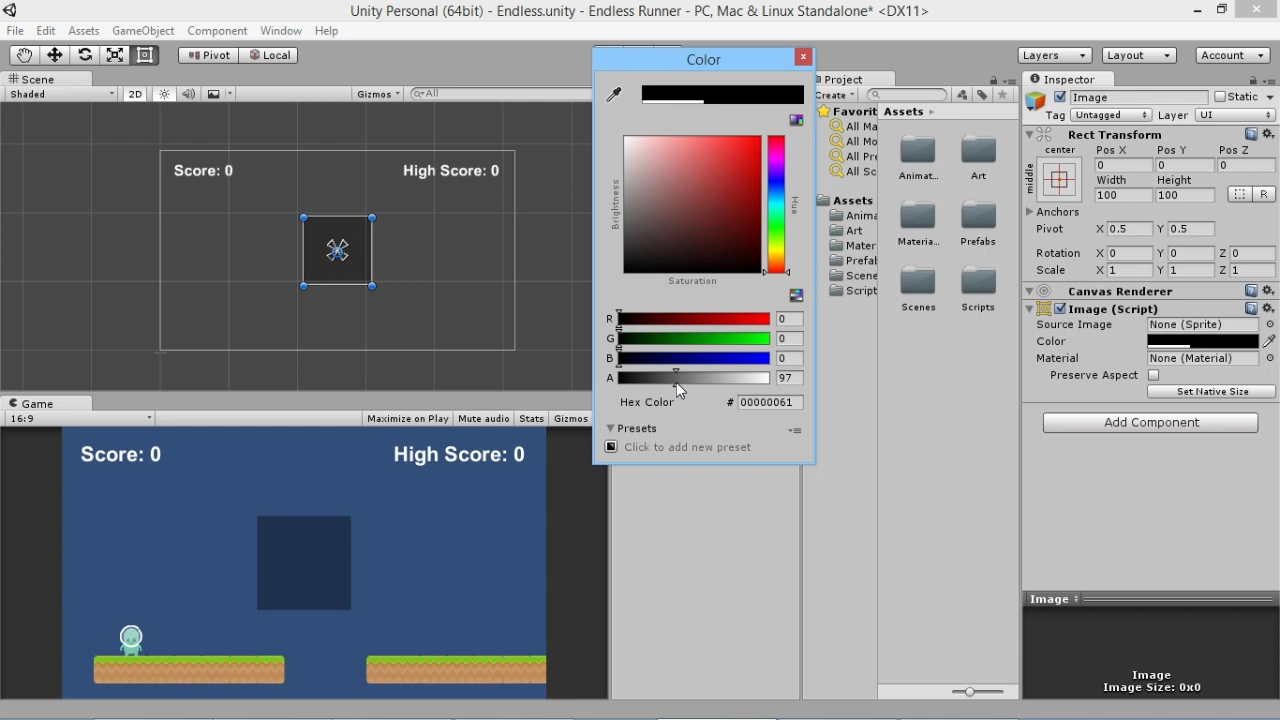 Unity Personal (64bit) - Endless.unity - Endless Runner - PC, Mac & Linux Standalone* <DX11>
File Edit Assets GameObject Component Window Help
Pivot Local Layers Layout Account
Scene
Shaded 2D Gizmos All
Score: 0 High Score: 0
Game
16:9 Maximize on Play Mute audio Stats Gizmos
Score: 0 High Score: 0
Color
Brightness
Hue
Saturation
R 0
G 0
B 0
A 97
Hex Color # 00000061
Presets
Click to add new preset
Project
Create
Favorit
All Ma
All Mo
All Pre
All Sc
Assets
Anima
Art
Mater
Prefab
Scene
Script
Assets
Animat... Art
Materia... Prefabs
Scenes Scripts
Inspector
Image Static
Tag Untagged Layer UI
Rect Transform
center Pos X Pos Y Pos Z
middle 0 0 0
Width Height
100 100 R
Anchors
Pivot X 0.5 Y 0.5
Rotation X 0 Y 0 Z 0
Scale X 1 Y 1 Z 1
Canvas Renderer
Image (Script)
Source Image None (Sprite)
Color
Material None (Material)
Preserve Aspect
Set Native Size
Add Component
Image
Image
Image Size: 0x0